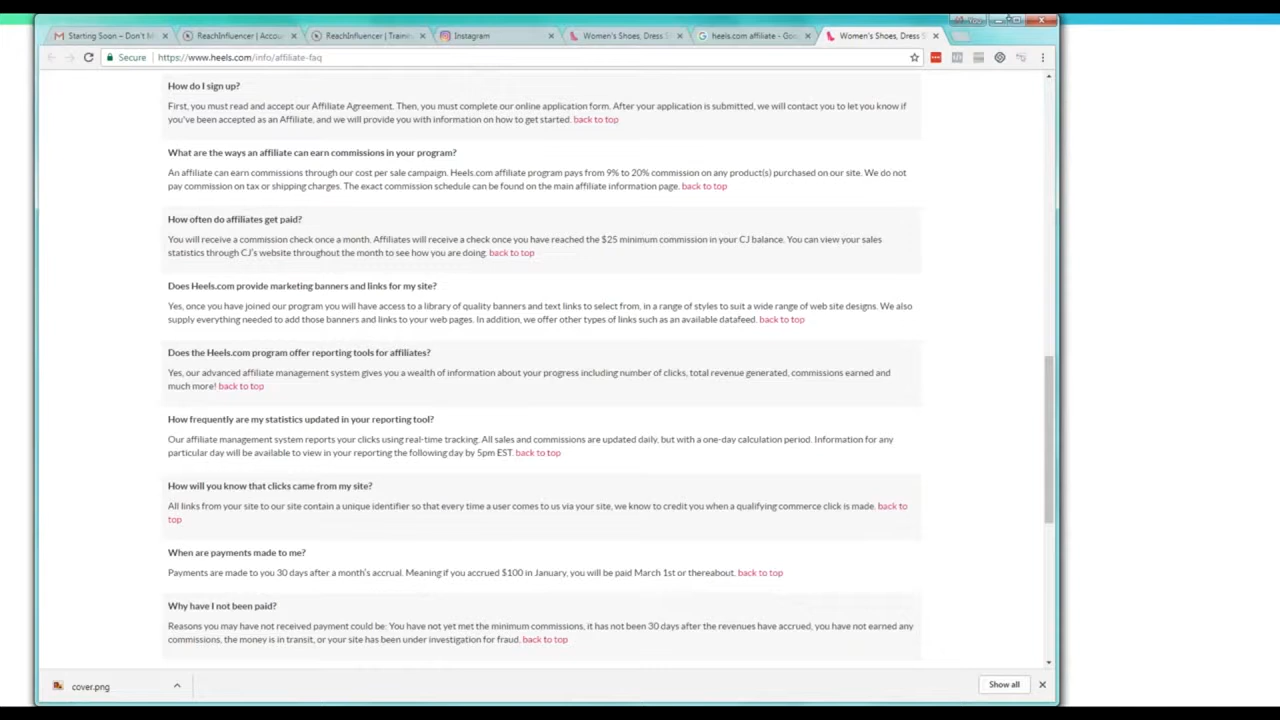 Starting Soon – Don't M
ReachInfluencer | Accou
ReachInfluencer | Trainin
Instagram
Women's Shoes, Dress S
heels.com affiliate - Goo
Women's Shoes, Dress S
Secure
https://www.heels.com/info/affiliate-faq
How do I sign up?
First, you must read and accept our Affiliate Agreement. Then, you must complete our online application form. After your application is submitted, we will contact you to let you know if
you've been accepted as an Affiliate, and we will provide you with information on how to get started. back to top
What are the ways an affiliate can earn commissions in your program?
An affiliate can earn commissions through our cost per sale campaign. Heels.com affiliate program pays from 9% to 20% commission on any product(s) purchased on our site. We do not
pay commission on tax or shipping charges. The exact commission schedule can be found on the main affiliate information page. back to top
How often do affiliates get paid?
You will receive a commission check once a month. Affiliates will receive a check once you have reached the $25 minimum commission in your CJ balance. You can view your sales
statistics through CJ's website throughout the month to see how you are doing. back to top
Does Heels.com provide marketing banners and links for my site?
Yes, once you have joined our program you will have access to a library of quality banners and text links to select from, in a range of styles to suit a wide range of web site designs. We also
supply everything needed to add those banners and links to your web pages. In addition, we offer other types of links such as an available datafeed. back to top
Does the Heels.com program offer reporting tools for affiliates?
Yes, our advanced affiliate management system gives you a wealth of information about your progress including number of clicks, total revenue generated, commissions earned and
much more! back to top
How frequently are my statistics updated in your reporting tool?
Our affiliate management system reports your clicks using real-time tracking. All sales and commissions are updated daily, but with a one-day calculation period. Information for any
particular day will be available to view in your reporting the following day by 5pm EST. back to top
How will you know that clicks came from my site?
All links from your site to our site contain a unique identifier so that every time a user comes to us via your site, we know to credit you when a qualifying commerce click is made. back to
top
When are payments made to me?
Payments are made to you 30 days after a month's accrual. Meaning if you accrued $100 in January, you will be paid March 1st or thereabout. back to top
Why have I not been paid?
Reasons you may have not received payment could be: You have not yet met the minimum commissions, it has not been 30 days after the revenues have accrued, you have not earned any
commissions, the money is in transit, or your site has been under investigation for fraud. back to top
cover.png
Show all